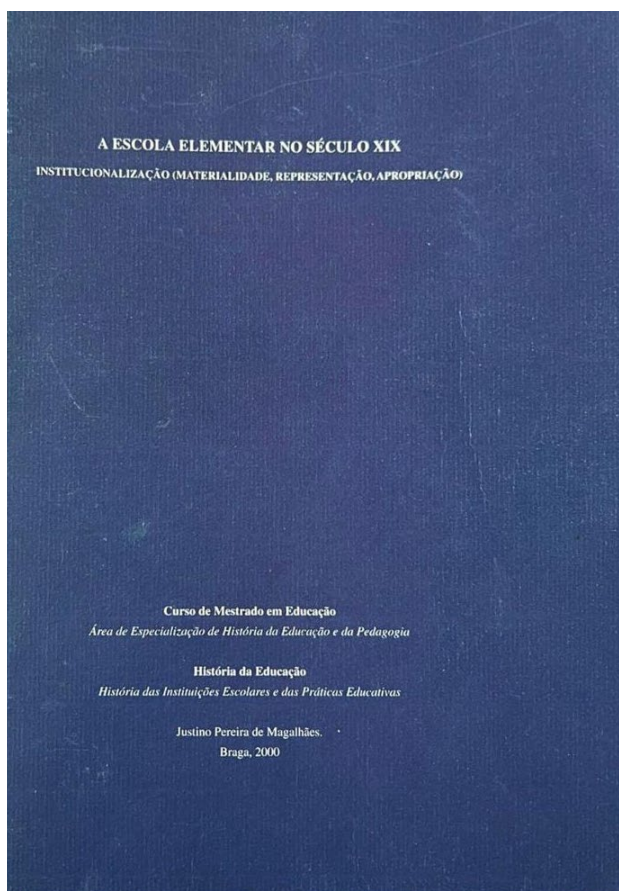 A ESCOLA ELEMENTAR NO SÉCULO XIX
INSTITUCIONALIZAÇÃO (MATERIALIDADE, REPRESENTAÇÃO, APROPRIAÇÃO)
Curso de Mestrado em Educação
Área de Especialização de História da Educação e da Pedagogia
História da Educação
História das Instituições Escolares e das Práticas Educativas
Justino Pereira de Magalhães.
Braga, 2000